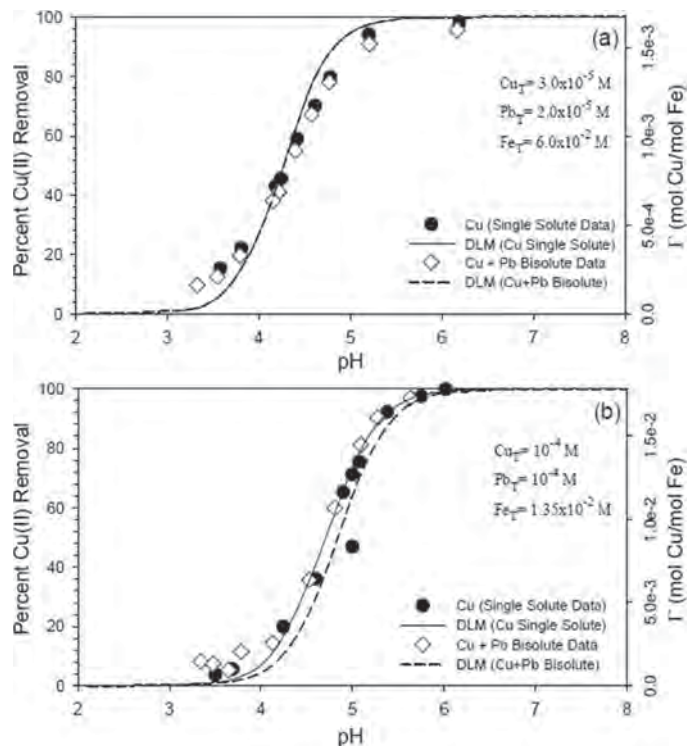 (a)
Percent Cu(II) Removal
100
80
60
40
20
0
Cu_T= 3.0x10^-5 M
Pb_T= 2.0x10^-5 M
Fe_T= 6.0x10^-2 M
Cu (Single Solute Data)
DLM (Cu Single Solute)
Cu + Pb Bisolute Data
DLM (Cu+Pb Bisolute)
1.5e-3
1.0e-3
5.0e-4
0.0
Γ (mol Cu/mol Fe)
2 3 4 5 6 7 8
pH
(b)
Percent Cu(II) Removal
100
80
60
40
20
0
Cu_T= 10^-4 M
Pb_T= 10^-4 M
Fe_T= 1.35x10^-2 M
Cu (Single Solute Data)
DLM (Cu Single Solute)
Cu + Pb Bisolute Data
DLM (Cu+Pb Bisolute)
1.5e-2
1.0e-2
5.0e-3
0.0
Γ (mol Cu/mol Fe)
2 3 4 5 6 7 8
pH